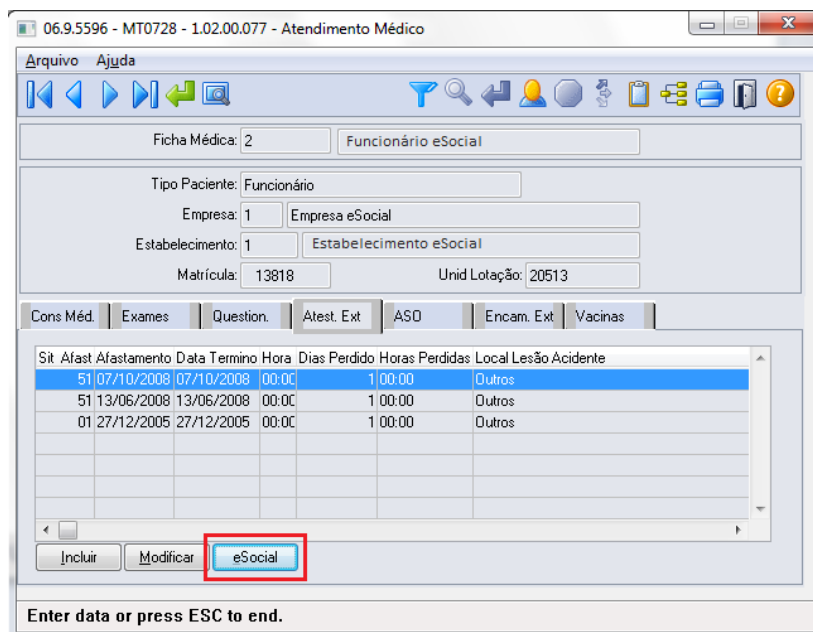 06.9.5596 - MT0728 - 1.02.00.077 - Atendimento Médico
Arquivo Ajuda
Ficha Médica: 2 Funcionário eSocial
Tipo Paciente: Funcionário
Empresa: 1 Empresa eSocial
Estabelecimento: 1 Estabelecimento eSocial
Matrícula: 13818 Unid Lotação: 20513
Cons Méd. Exames Question. Atest. Ext ASO Encam. Ext Vacinas
Sit Afast Afastamento Data Termino Hora Dias Perdido Horas Perdidas Local Lesão Acidente
51 07/10/2008 07/10/2008 00:00 1 00:00 Outros
51 13/06/2008 13/06/2008 00:00 1 00:00 Outros
01 27/12/2005 27/12/2005 00:00 1 00:00 Outros
Incluir Modificar eSocial
Enter data or press ESC to end.